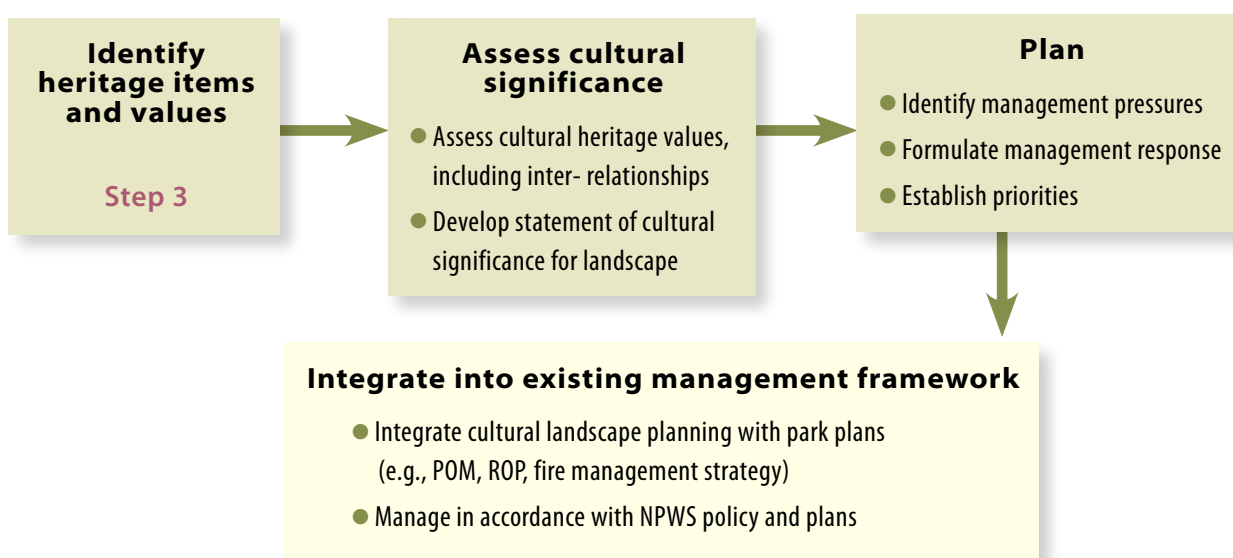 Identify
heritage items
and values
Step 3
Assess cultural
significance
● Assess cultural heritage values,
including inter- relationships
● Develop statement of cultural
significance for landscape
Plan
● Identify management pressures
● Formulate management response
● Establish priorities
Integrate into existing management framework
● Integrate cultural landscape planning with park plans
(e.g., POM, ROP, fire management strategy)
● Manage in accordance with NPWS policy and plans